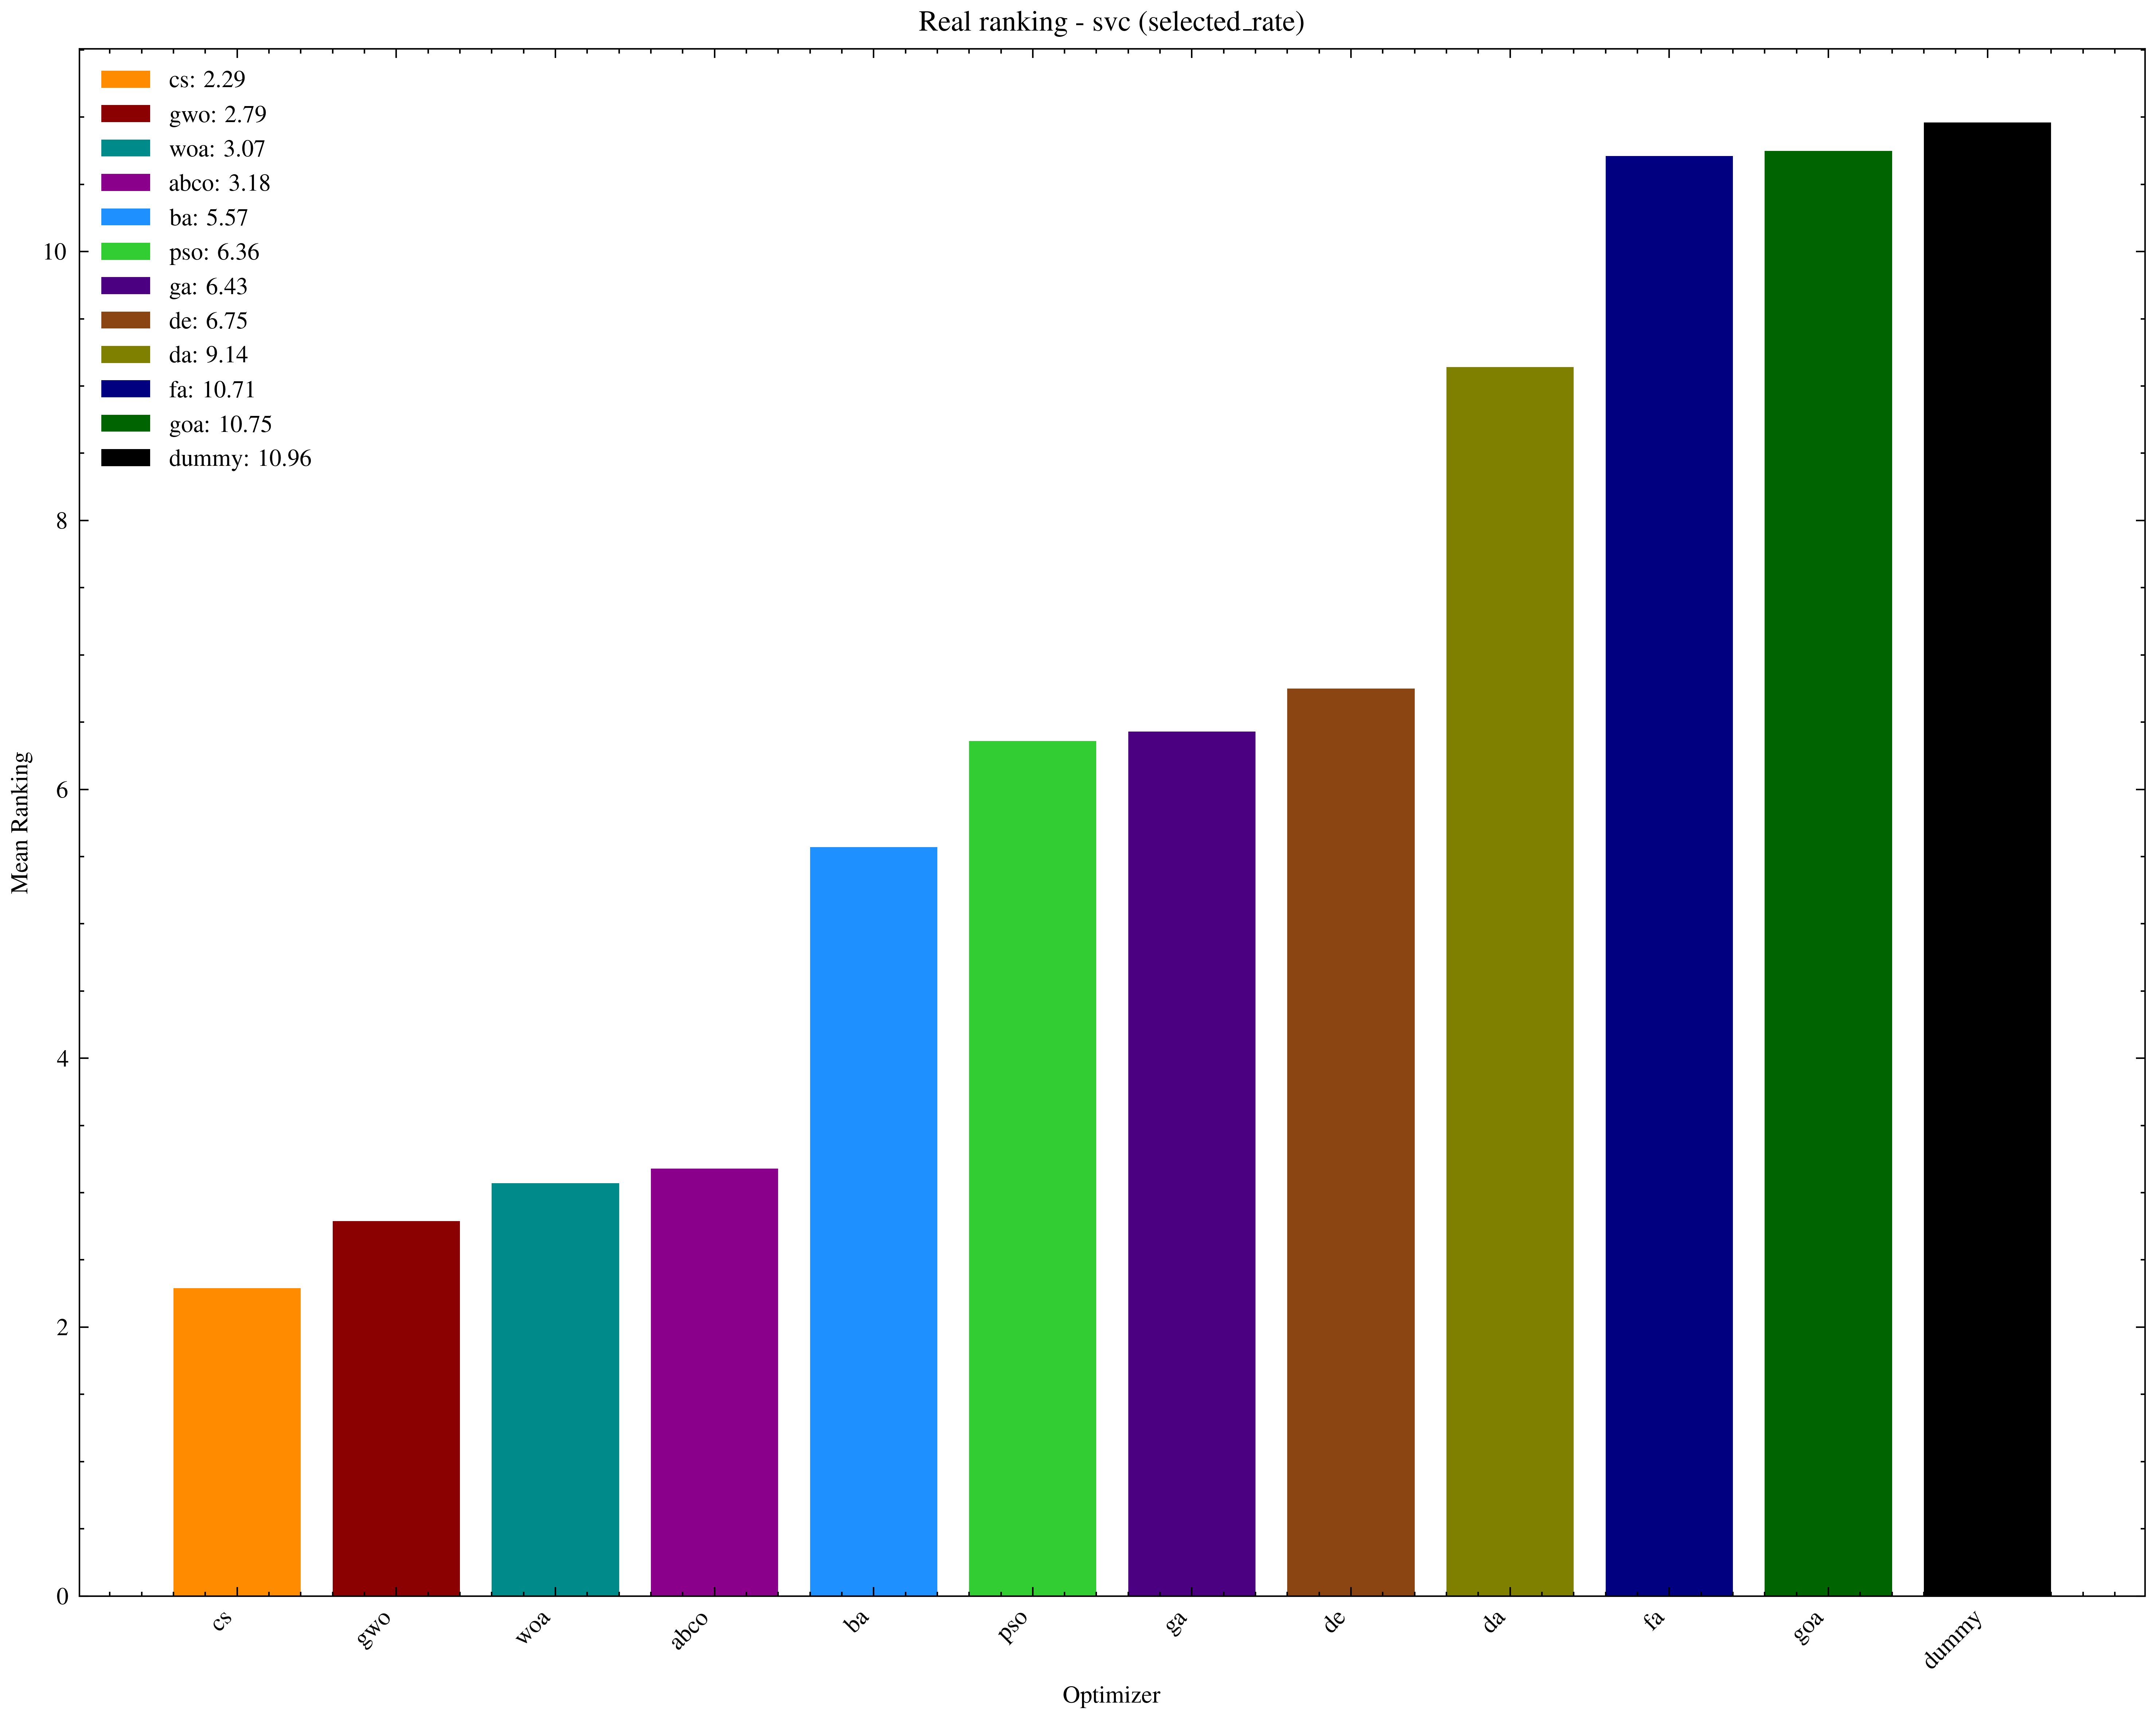 Real ranking - svc (selected_rate)
cs: 2.29
gwo: 2.79
woa: 3.07
abco: 3.18
ba: 5.57
pso: 6.36
ga: 6.43
de: 6.75
da: 9.14
fa: 10.71
goa: 10.75
dummy: 10.96
10
8
6
4
2
0
Mean Ranking
cs
gwo
woa
abco
ba
pso
ga
de
da
fa
goa
dummy
Optimizer